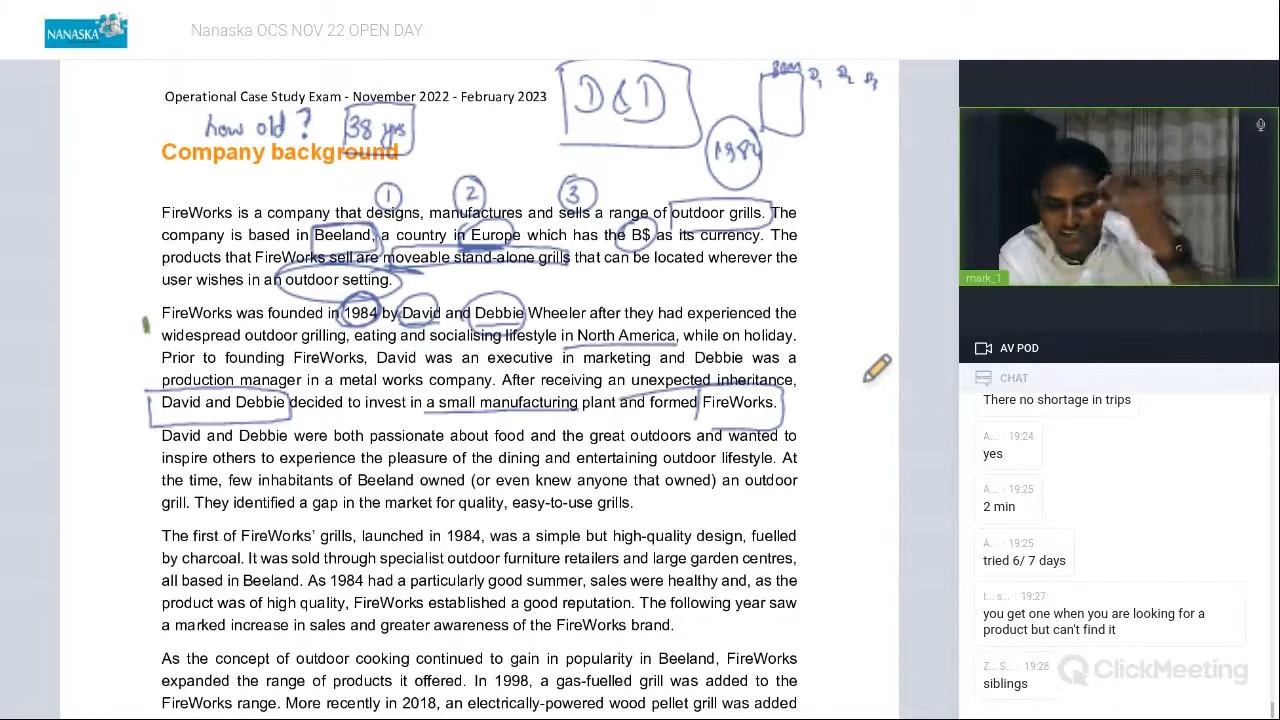 NANASKA
Nanaska OCS NOV 22 OPEN DAY
Operational Case Study Exam - November 2022 - February 2023
how old? 38 yrs
D & D
1984
D1 D2 D3
Company background
1 2 3
FireWorks is a company that designs, manufactures and sells a range of outdoor grills. The
company is based in Beeland, a country in Europe which has the B$ as its currency. The
products that FireWorks sell are moveable stand-alone grills that can be located wherever the
user wishes in an outdoor setting.
FireWorks was founded in 1984 by David and Debbie Wheeler after they had experienced the
widespread outdoor grilling, eating and socialising lifestyle in North America, while on holiday.
Prior to founding FireWorks, David was an executive in marketing and Debbie was a
production manager in a metal works company. After receiving an unexpected inheritance,
David and Debbie decided to invest in a small manufacturing plant and formed FireWorks.
David and Debbie were both passionate about food and the great outdoors and wanted to
inspire others to experience the pleasure of the dining and entertaining outdoor lifestyle. At
the time, few inhabitants of Beeland owned (or even knew anyone that owned) an outdoor
grill. They identified a gap in the market for quality, easy-to-use grills.
The first of FireWorks' grills, launched in 1984, was a simple but high-quality design, fuelled
by charcoal. It was sold through specialist outdoor furniture retailers and large garden centres,
all based in Beeland. As 1984 had a particularly good summer, sales were healthy and, as the
product was of high quality, FireWorks established a good reputation. The following year saw
a marked increase in sales and greater awareness of the FireWorks brand.
As the concept of outdoor cooking continued to gain in popularity in Beeland, FireWorks
expanded the range of products it offered. In 1998, a gas-fuelled grill was added to the
FireWorks range. More recently in 2018, an electrically-powered wood pellet grill was added
mark_1
AV POD
CHAT
There no shortage in trips
A... 19:24
yes
A... 19:25
2 min
A... 19:25
tried 6/ 7 days
t... s... 19:27
you get one when you are looking for a
product but can't find it
Z... S... 19:28
siblings
ClickMeeting